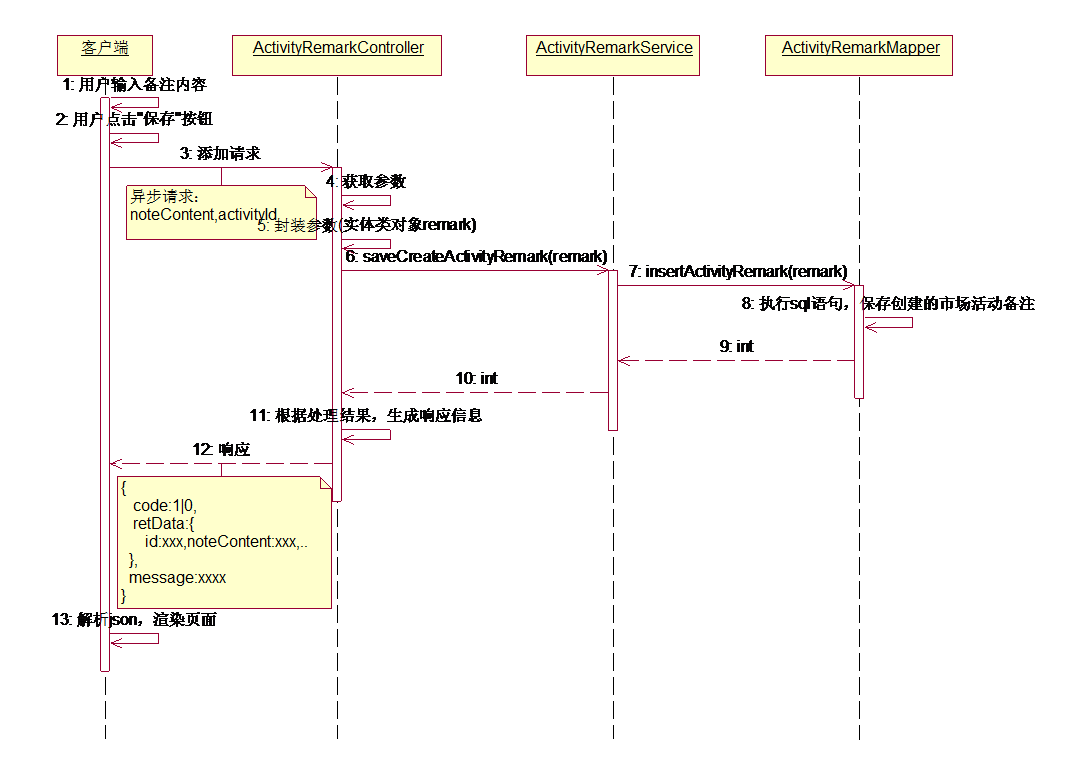 客户端
ActivityRemarkController
ActivityRemarkService
ActivityRemarkMapper
1: 用户输入备注内容
2: 用户点击"保存"按钮
3: 添加请求
异步请求：
noteContent,activityId
4: 获取参数
5: 封装参数(实体类对象remark)
6: saveCreateActivityRemark(remark)
7: insertActivityRemark(remark)
8: 执行sql语句，保存创建的市场活动备注
9: int
10: int
11: 根据处理结果，生成响应信息
12: 响应
{
code:1|0,
retData:{
id:xxx,noteContent:xxx,..
},
message:xxxx
}
13: 解析json，渲染页面